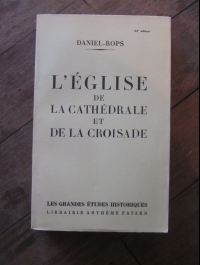 DANIEL-ROPS
L'ÉGLISE
DE
LA CATHÉDRALE
ET
DE LA CROISADE
LES GRANDES ÉTUDES HISTORIQUES
LIBRAIRIE ARTHÈME FAYARD